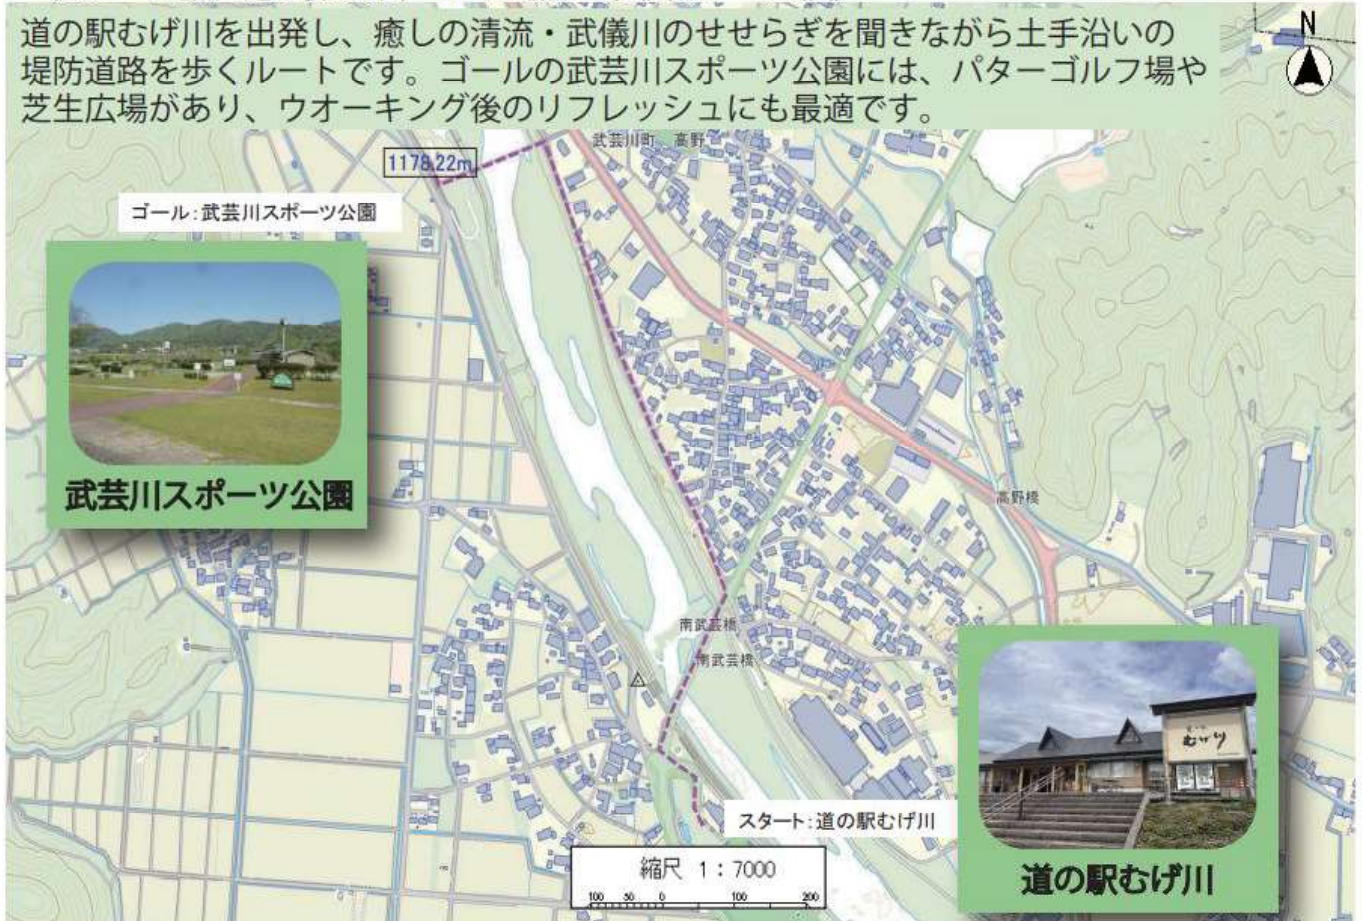 道の駅むげ川を出発し、癒しの清流・武儀川のせせらぎを聞きながら土手沿いの
堤防道路を歩くルートです。ゴールの武芸川スポーツ公園には、パターゴルフ場や
芝生広場があり、ウオーキング後のリフレッシュにも最適です。
N
武芸川町 高野
1178.22m
ゴール:武芸川スポーツ公園
武芸川スポーツ公園
高野橋
南武芸橋
南武芸橋
むげ川
スタート:道の駅むげ川
道の駅むげ川
縮尺 1:7000
100 50 0 100 200